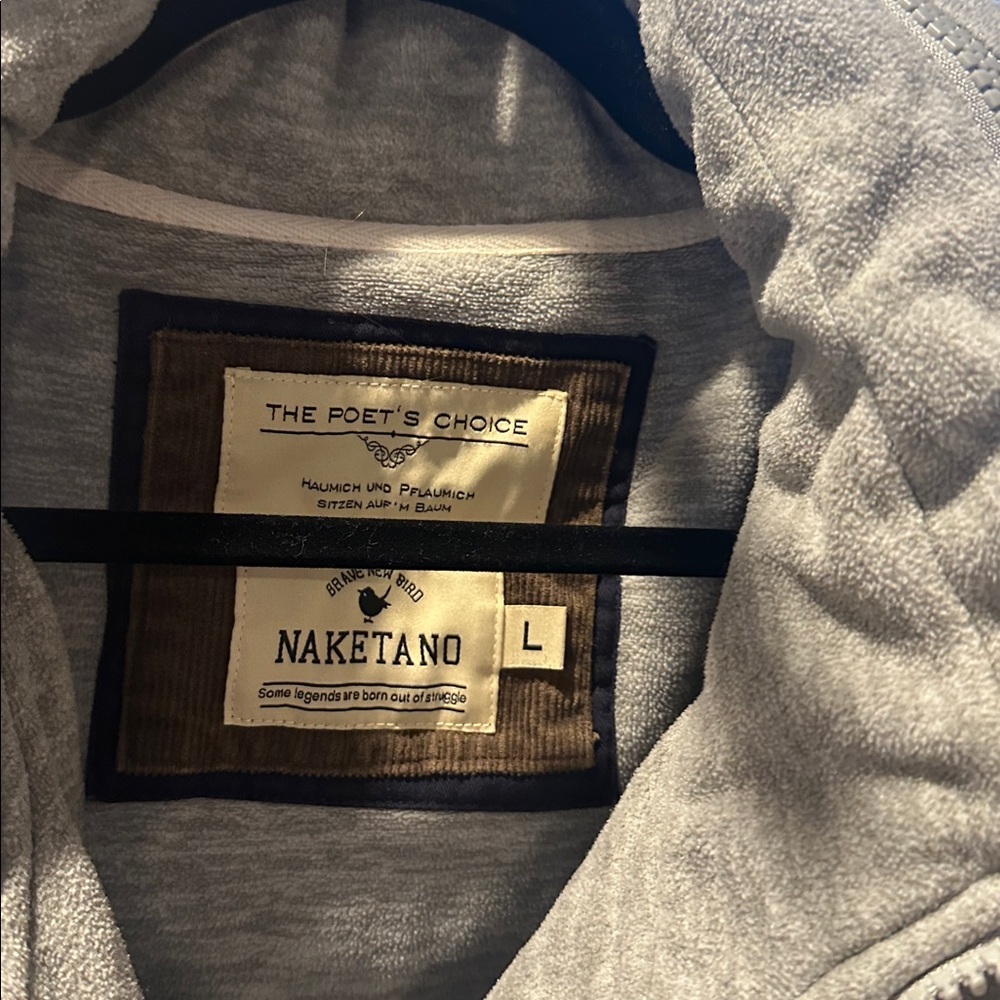 THE POET'S CHOICE
HAUMICH UND PFLAUMICH
SITZEN AUF'M BAUM
BRAVE NEW BIRD
NAKETANO
L
Some legends are born out of struggle